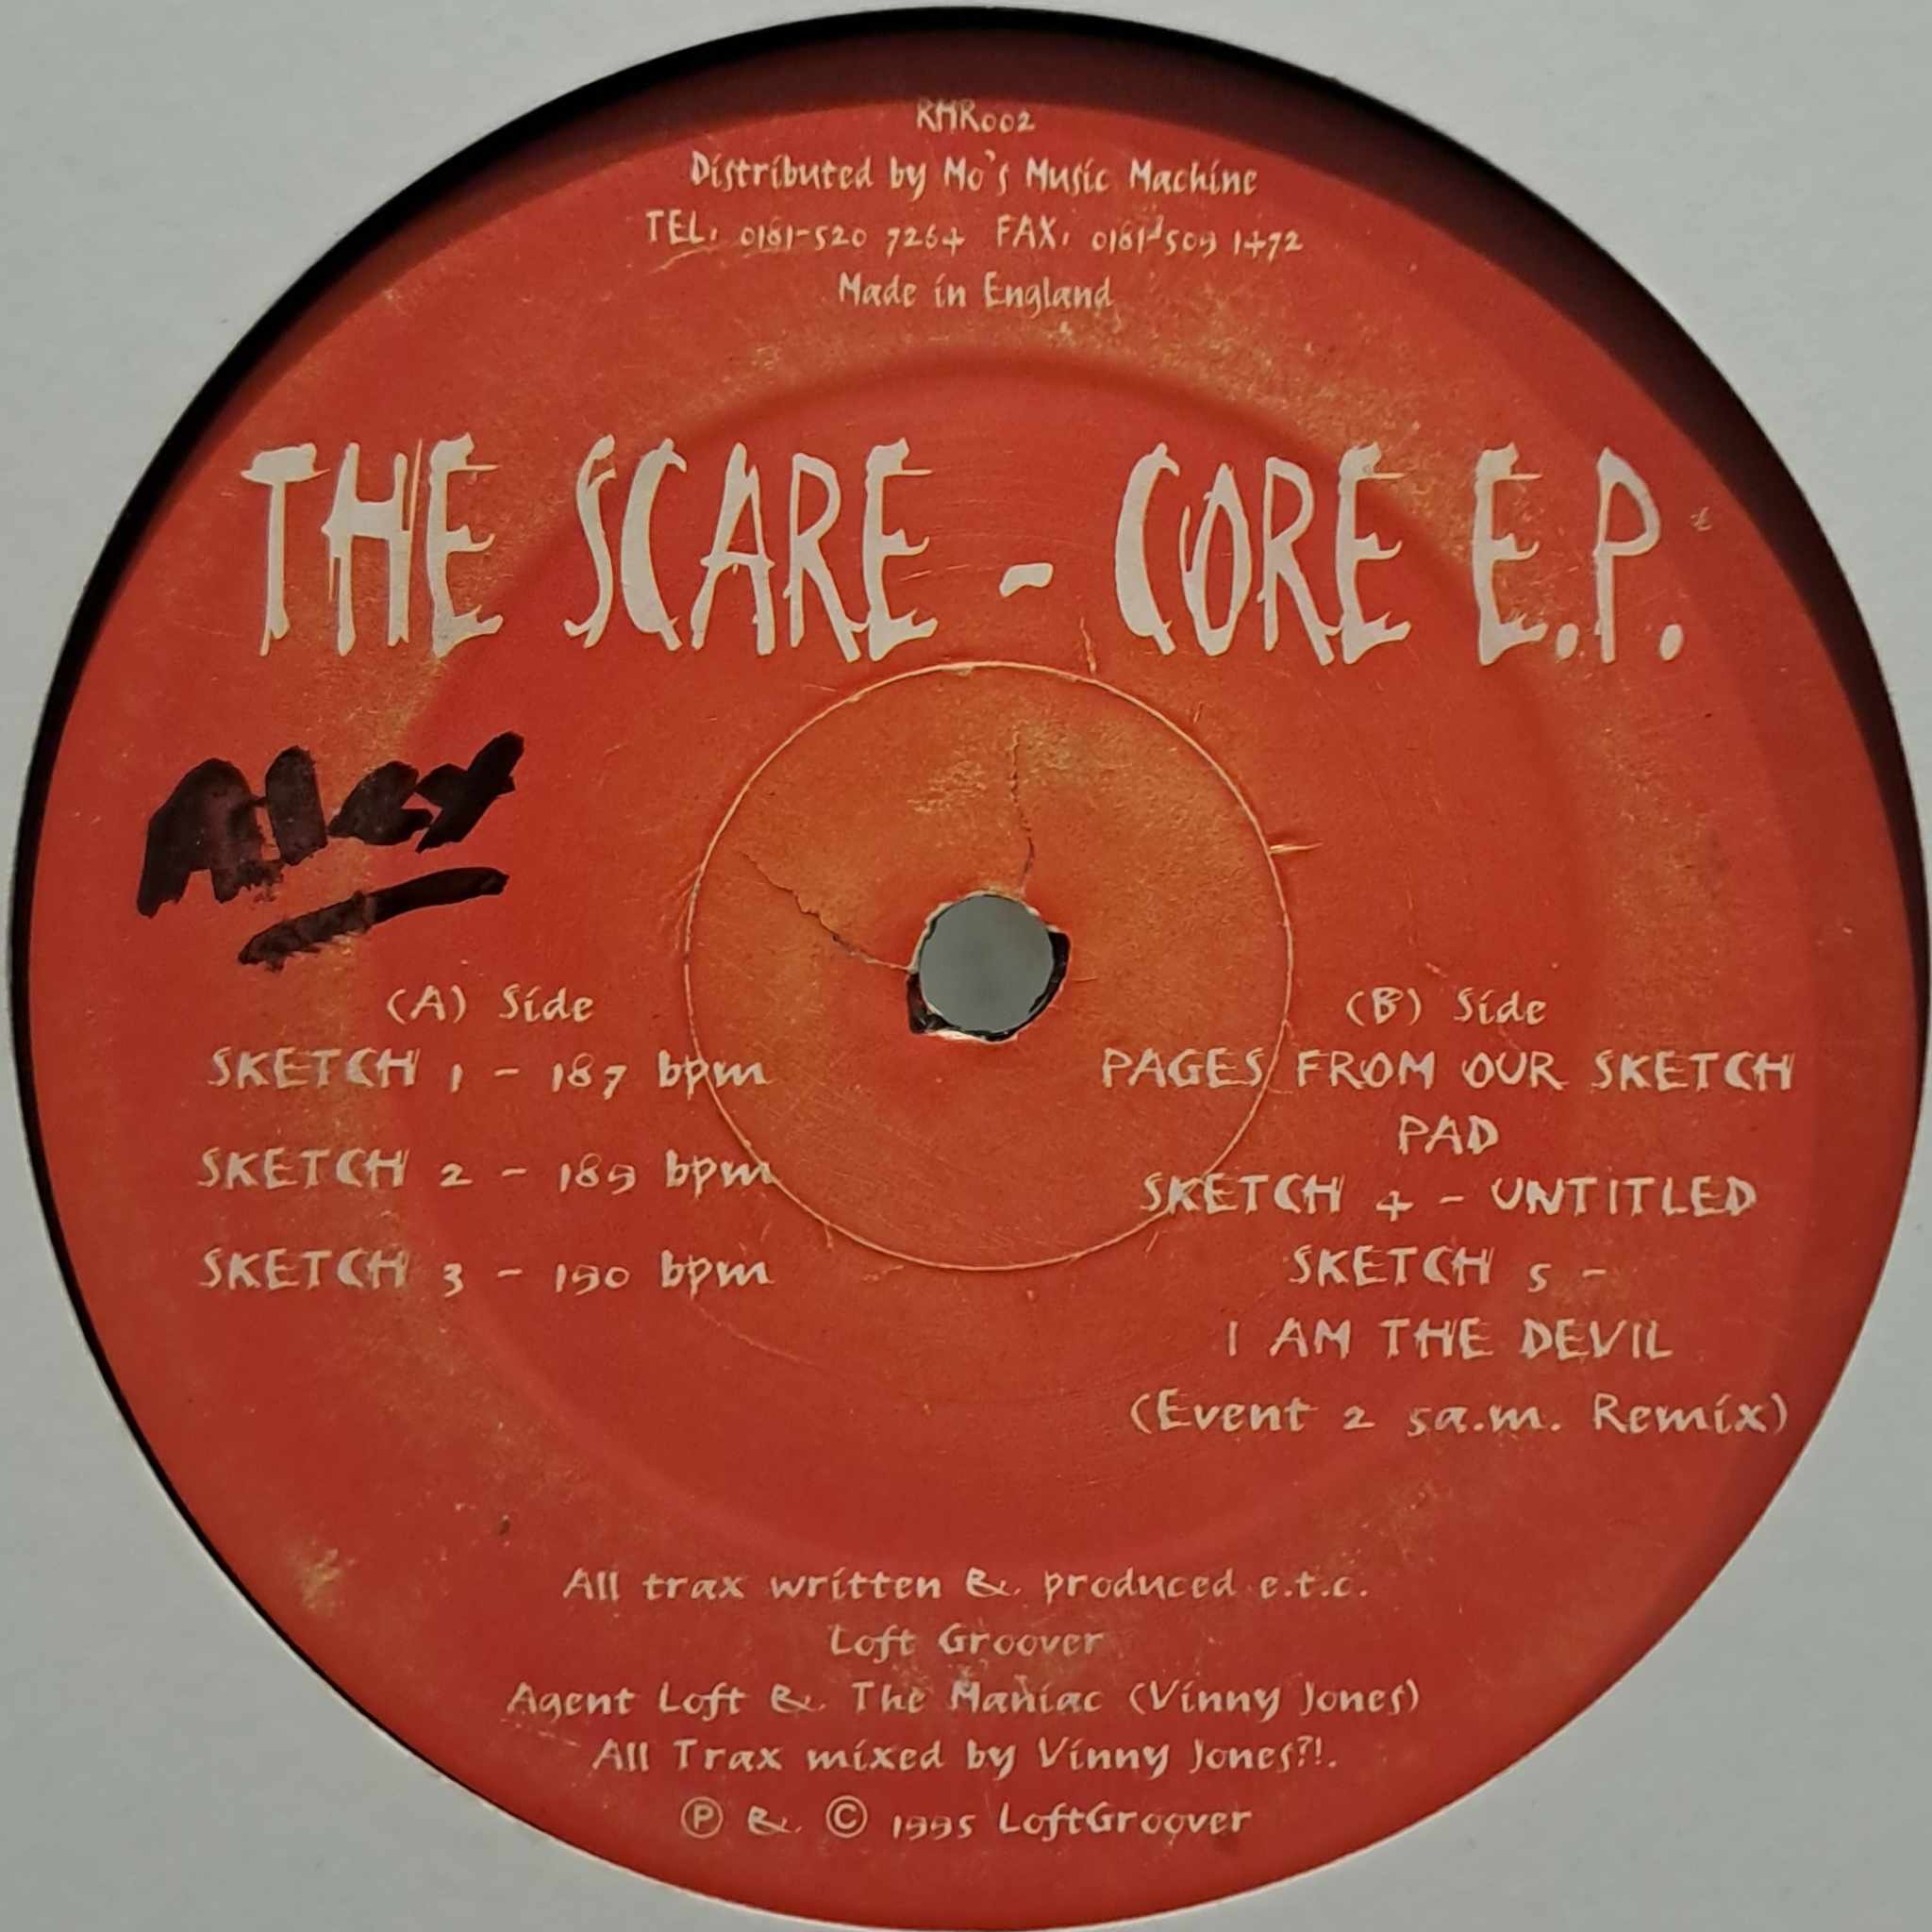 RMR002
Distributed by Mo's Music Machine
TEL: 0181-520 7264 FAX: 0181-509 1472
Made in England
THE SCARE - CORE E.P.
Alex
(A) Side
SKETCH 1 - 187 bpm
SKETCH 2 - 189 bpm
SKETCH 3 - 190 bpm
(B) Side
PAGES FROM OUR SKETCH
PAD
SKETCH 4 - UNTITLED
SKETCH 5 -
I AM THE DEVIL
(Event 2 5a.m. Remix)
All trax written &. produced e.t.c.
Loft Groover
Agent Loft &. The Maniac (Vinny Jones)
All Trax mixed by Vinny Jones?!.
℗ &. © 1995 LoftGroover